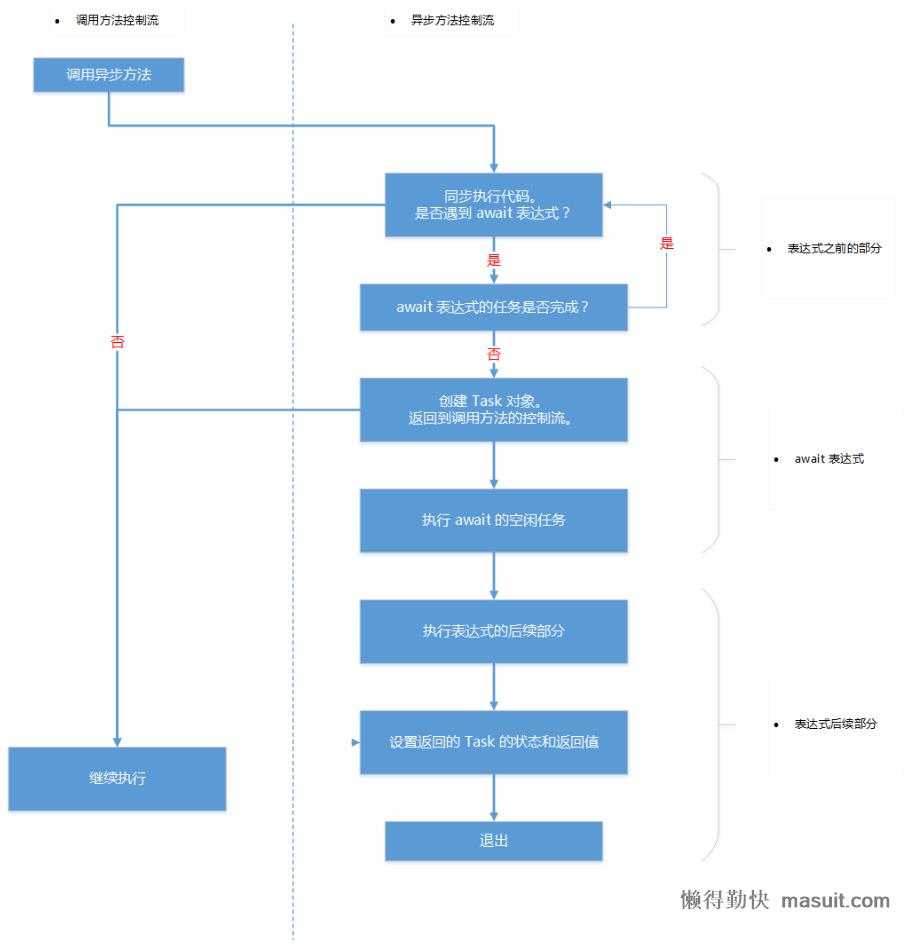 调用方法控制流
异步方法控制流
调用异步方法
同步执行代码。
是否遇到 await 表达式？
是
是
表达式之前的部分
await 表达式的任务是否完成？
否
否
创建 Task 对象。
返回到调用方法的控制流。
await 表达式
执行 await 的空闲任务
执行表达式的后续部分
设置返回的 Task 的状态和返回值
表达式后续部分
继续执行
退出
懒得勤快 masuit.com